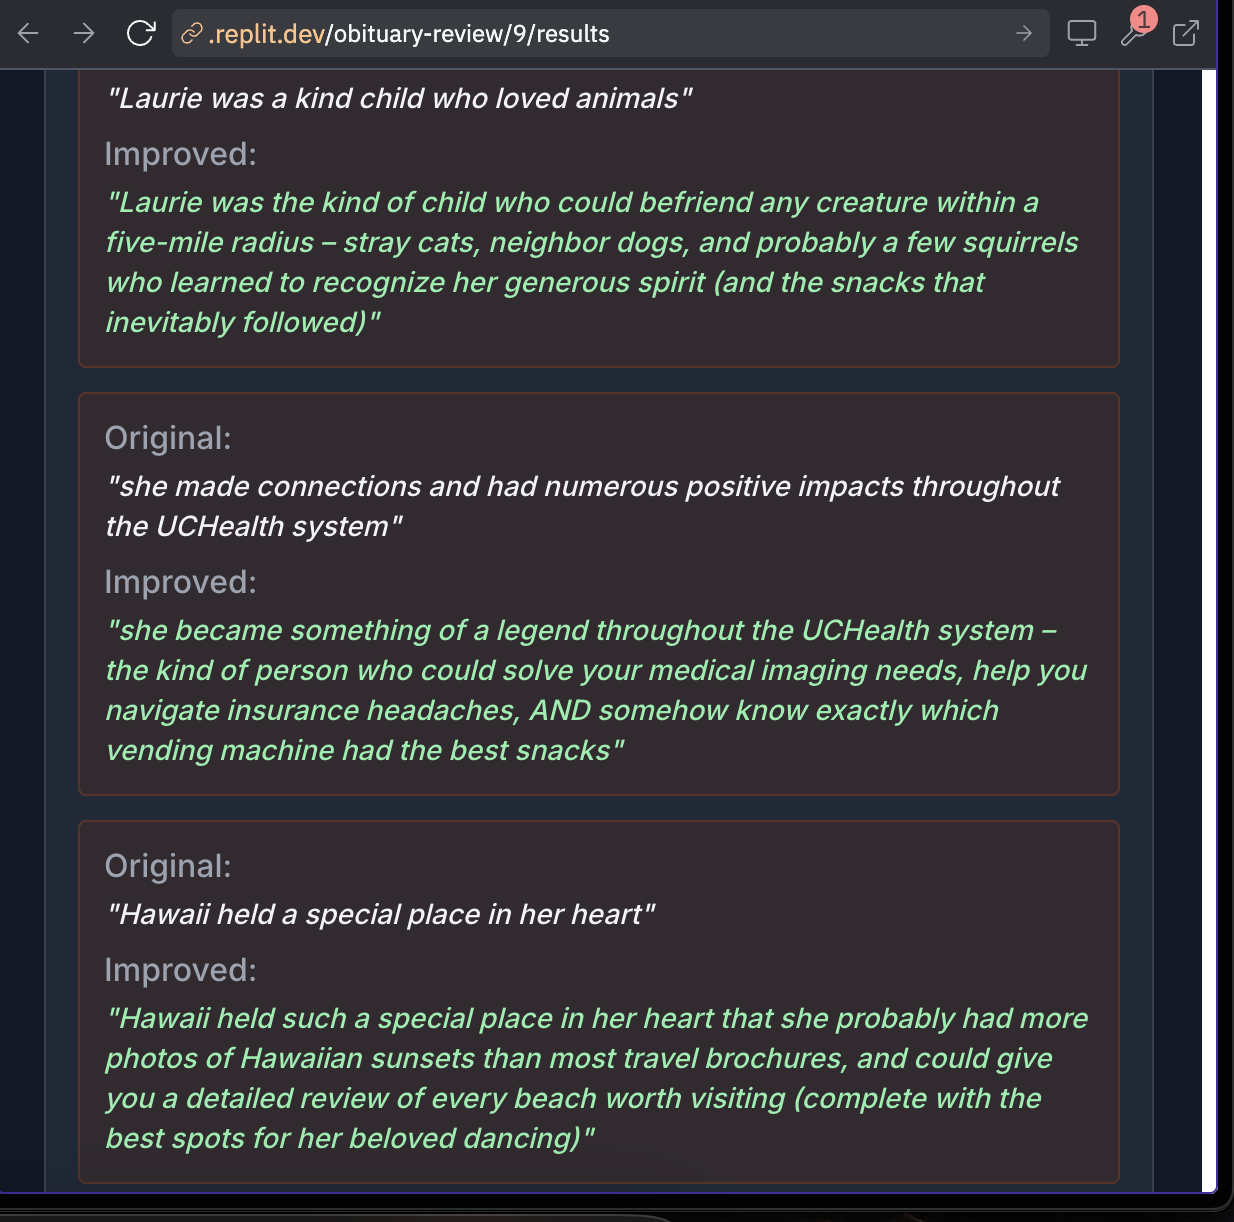 .replit.dev/obituary-review/9/results
1
"Laurie was a kind child who loved animals"
Improved:
"Laurie was the kind of child who could befriend any creature within a
five-mile radius – stray cats, neighbor dogs, and probably a few squirrels
who learned to recognize her generous spirit (and the snacks that
inevitably followed)"
Original:
"she made connections and had numerous positive impacts throughout
the UCHealth system"
Improved:
"she became something of a legend throughout the UCHealth system –
the kind of person who could solve your medical imaging needs, help you
navigate insurance headaches, AND somehow know exactly which
vending machine had the best snacks"
Original:
"Hawaii held a special place in her heart"
Improved:
"Hawaii held such a special place in her heart that she probably had more
photos of Hawaiian sunsets than most travel brochures, and could give
you a detailed review of every beach worth visiting (complete with the
best spots for her beloved dancing)"